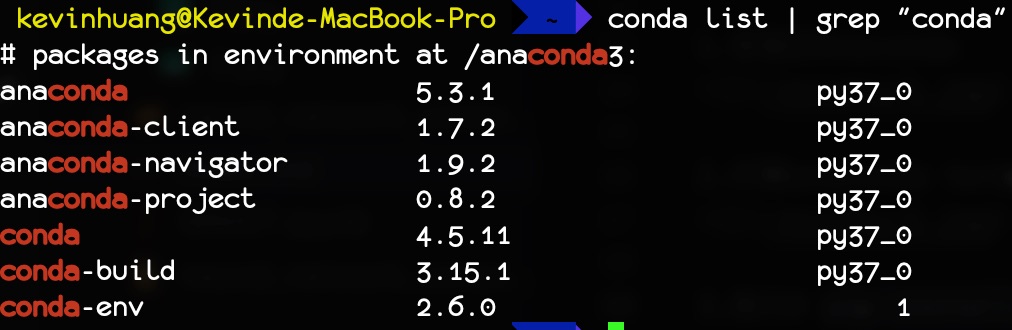 kevinhuang@Kevinde-MacBook-Pro ~ conda list | grep "conda"
# packages in environment at /anaconda3:
anaconda 5.3.1 py37_0
anaconda-client 1.7.2 py37_0
anaconda-navigator 1.9.2 py37_0
anaconda-project 0.8.2 py37_0
conda 4.5.11 py37_0
conda-build 3.15.1 py37_0
conda-env 2.6.0 1